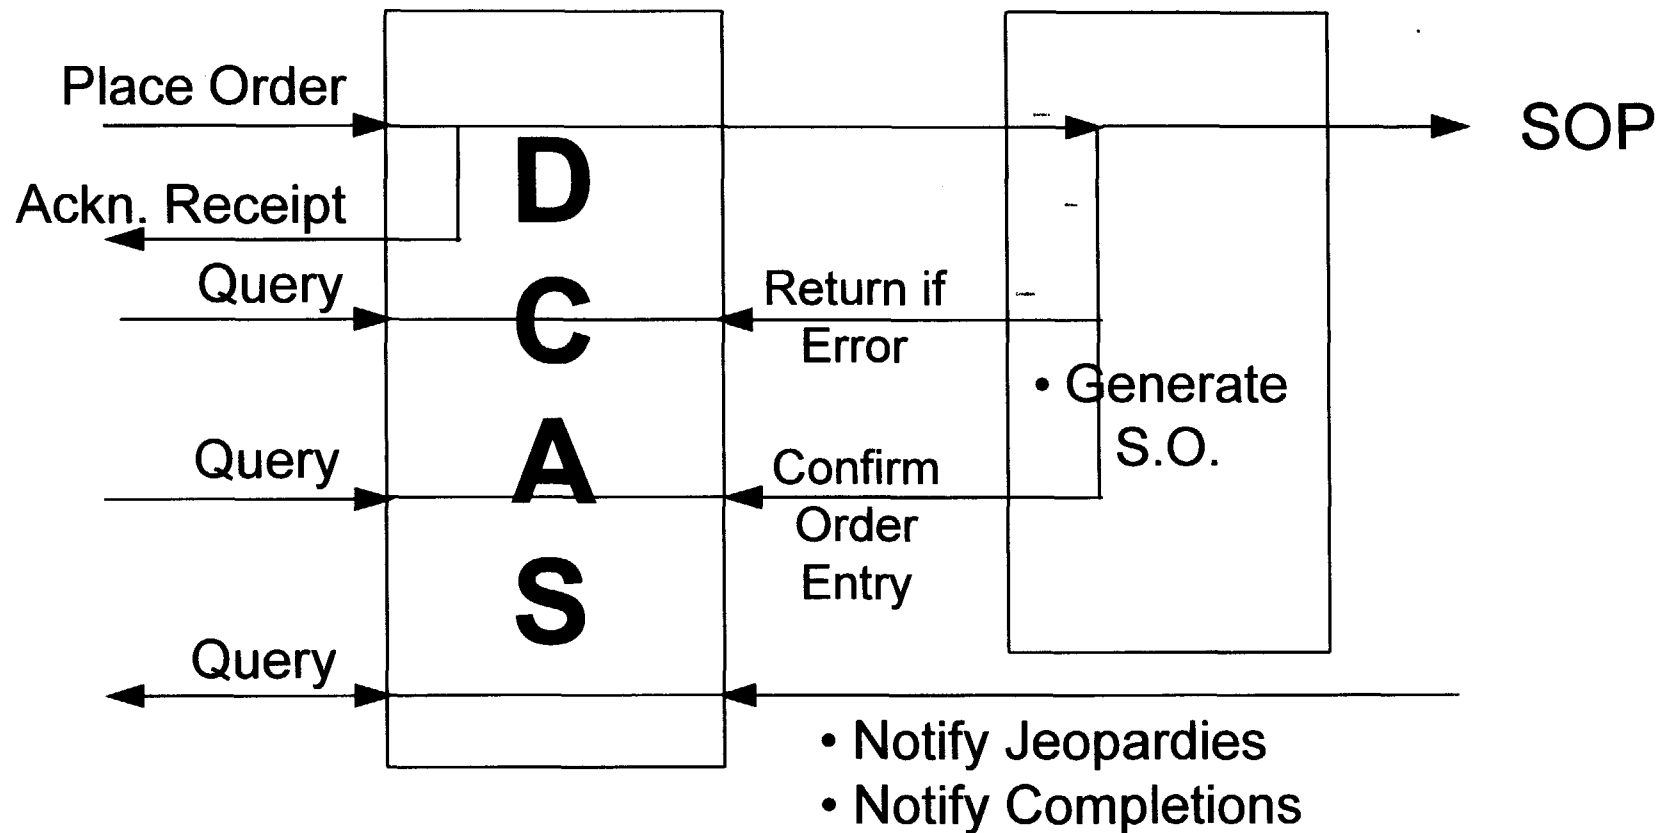 Place Order
SOP
Ackn. Receipt
D
C
A
S
Query
Return if
Error
• Generate
S.O.
Query
Confirm
Order
Entry
Query
• Notify Jeopardies
• Notify Completions